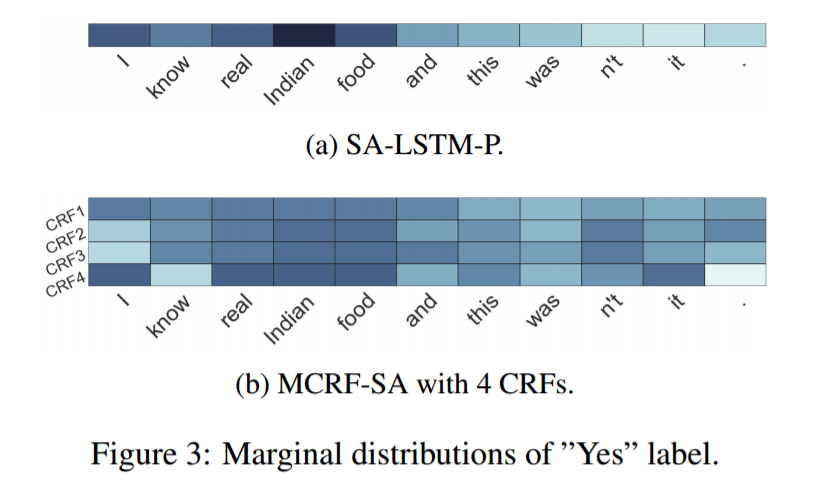 I know real Indian food and this was n't it .
(a) SA-LSTM-P.
CRF1
CRF2
CRF3
CRF4
I know real Indian food and this was n't it .
(b) MCRF-SA with 4 CRFs.
Figure 3: Marginal distributions of ”Yes” label.